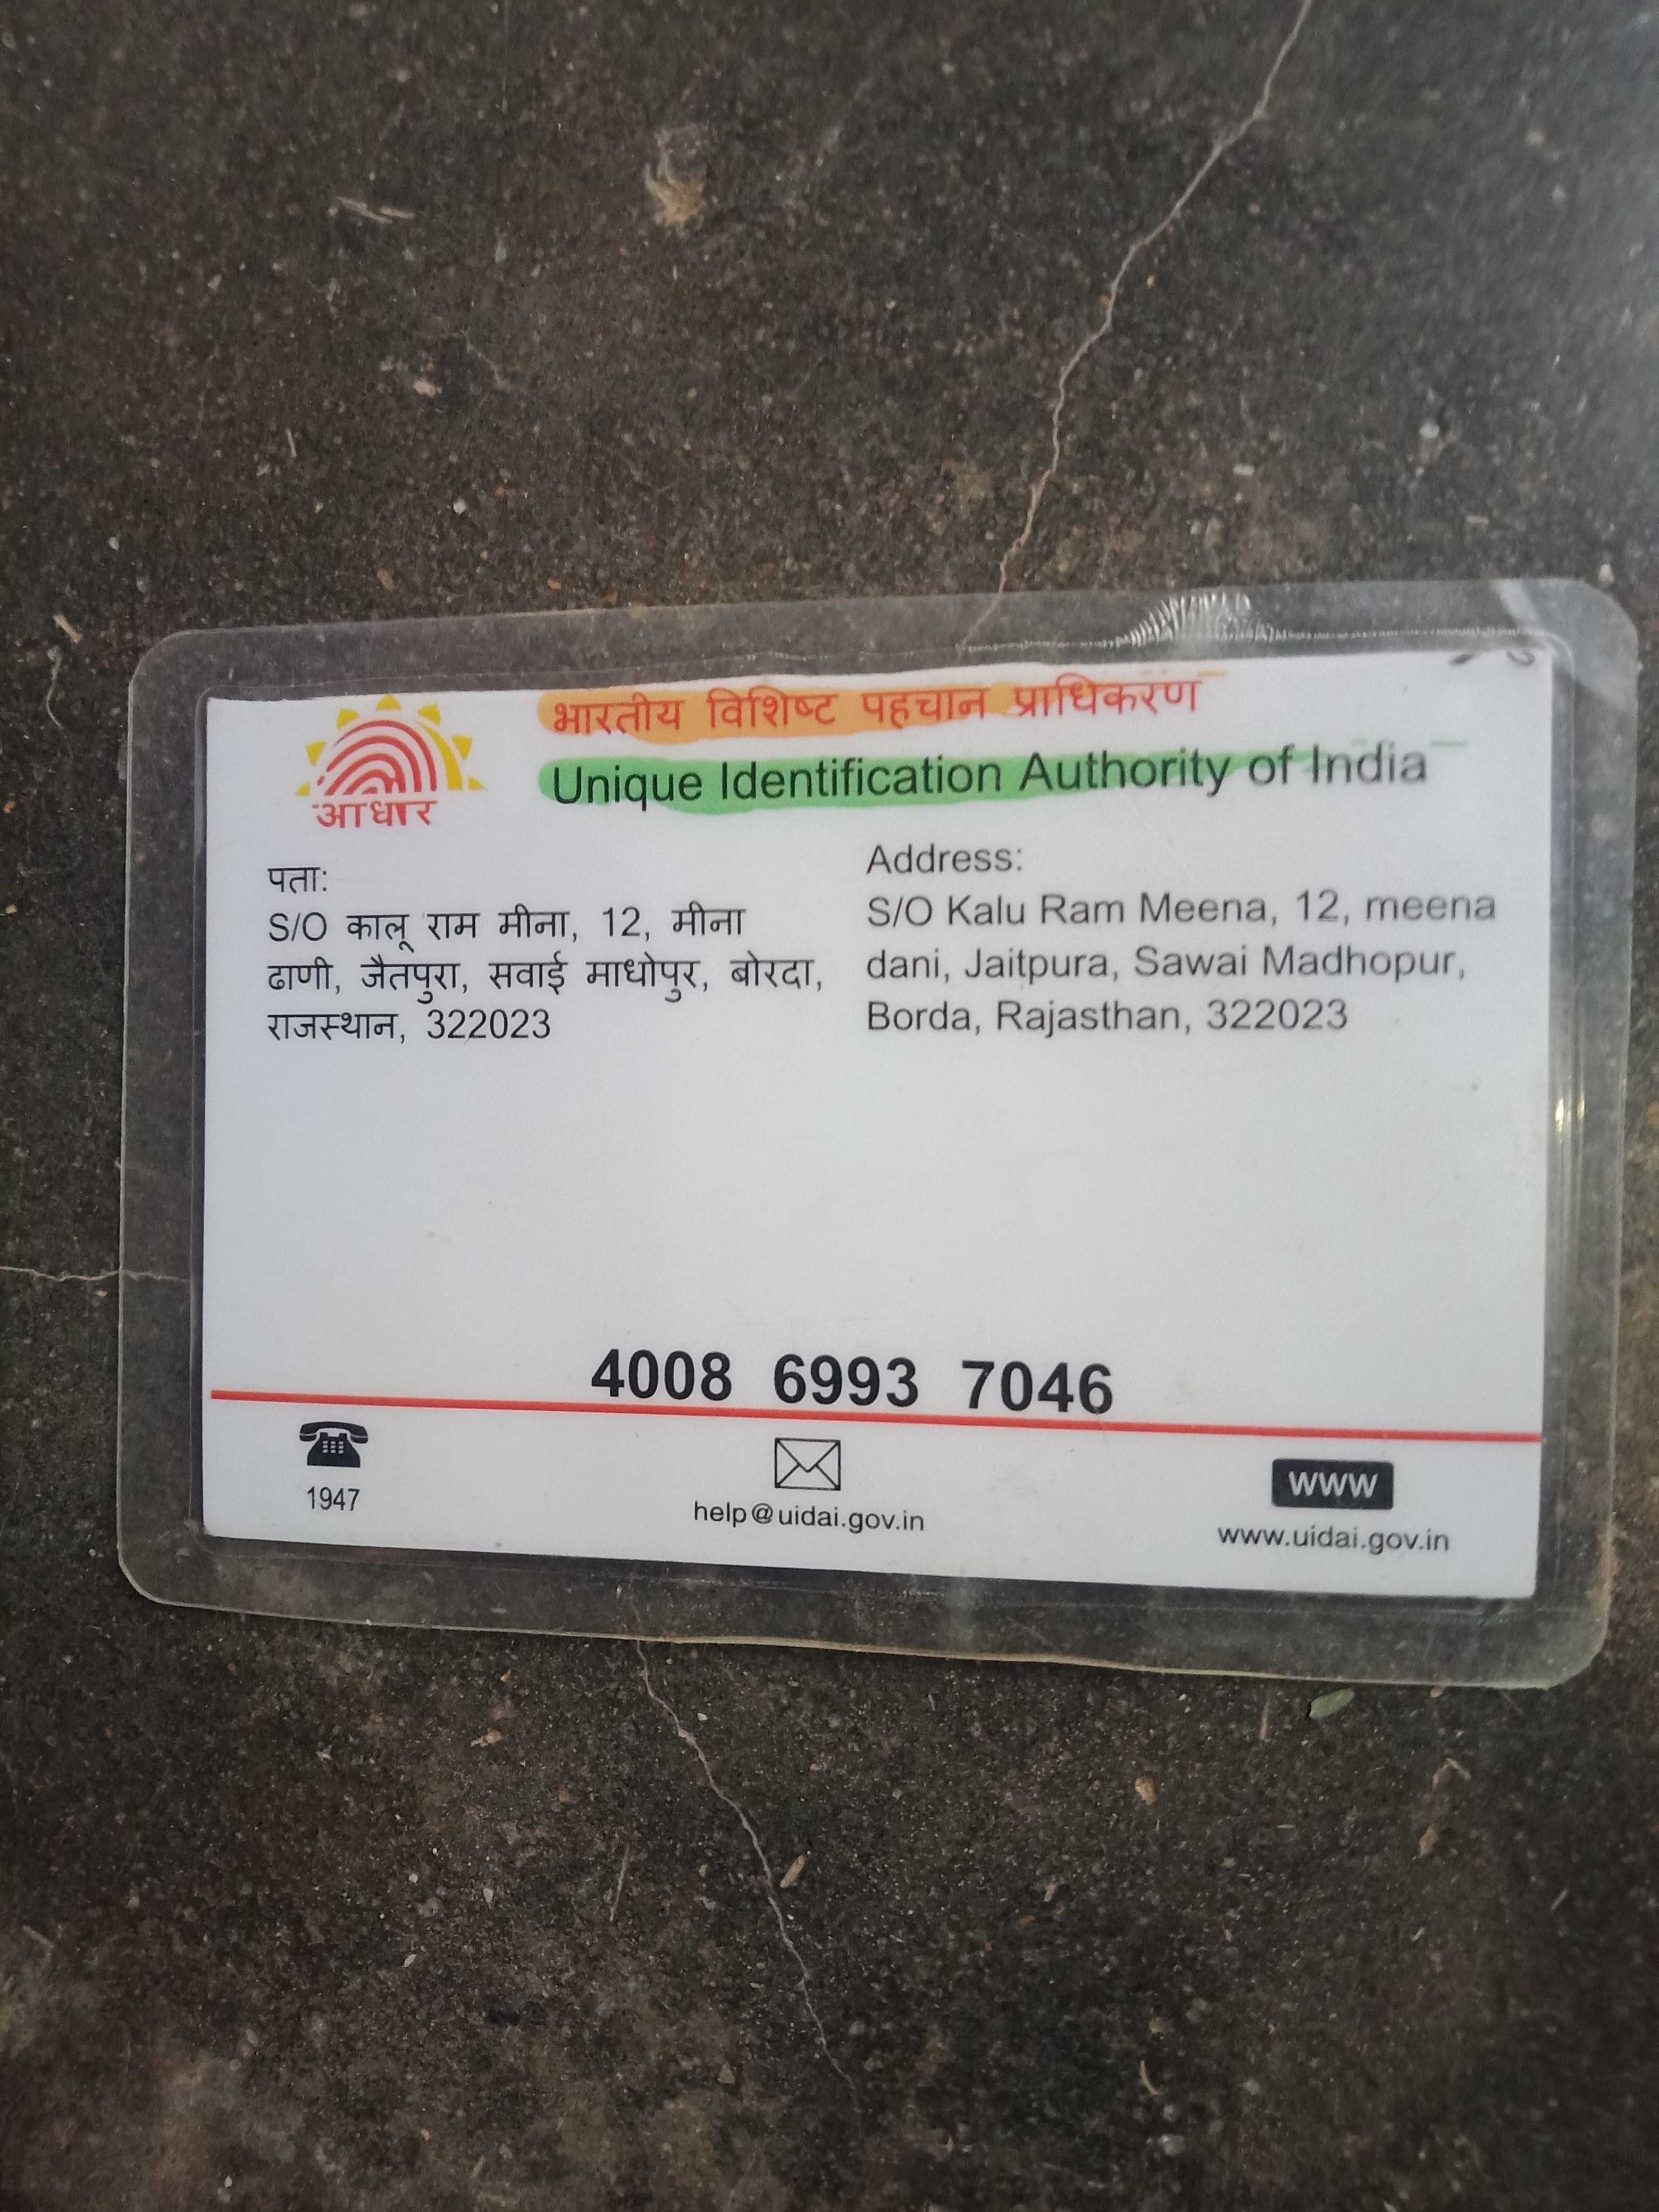 आधार
भारतीय विशिष्ट पहचान प्राधिकरण
Unique Identification Authority of India
पता:
S/O कालू राम मीना, 12, मीना
ढाणी, जैतपुरा, सवाई माधोपुर, बोरदा,
राजस्थान, 322023
Address:
S/O Kalu Ram Meena, 12, meena
dani, Jaitpura, Sawai Madhopur,
Borda, Rajasthan, 322023
4008 6993 7046
1947
help@uidai.gov.in
www
www.uidai.gov.in